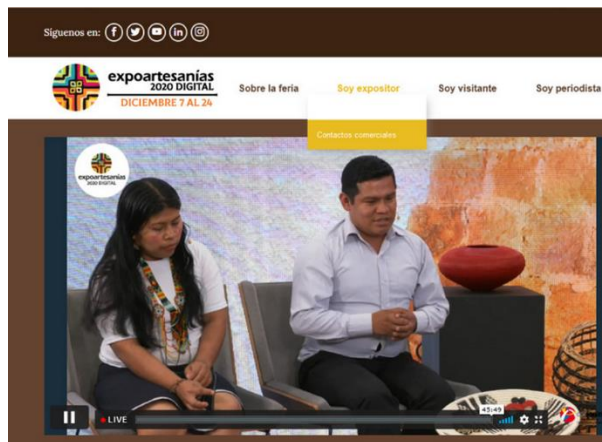 Síguenos en:
expoartesanías
2020 DIGITAL
DICIEMBRE 7 AL 24
Sobre la feria
Soy expositor
Soy visitante
Soy periodista
Contactos comerciales
expoartesanías
2020 DIGITAL
45:49
LIVE